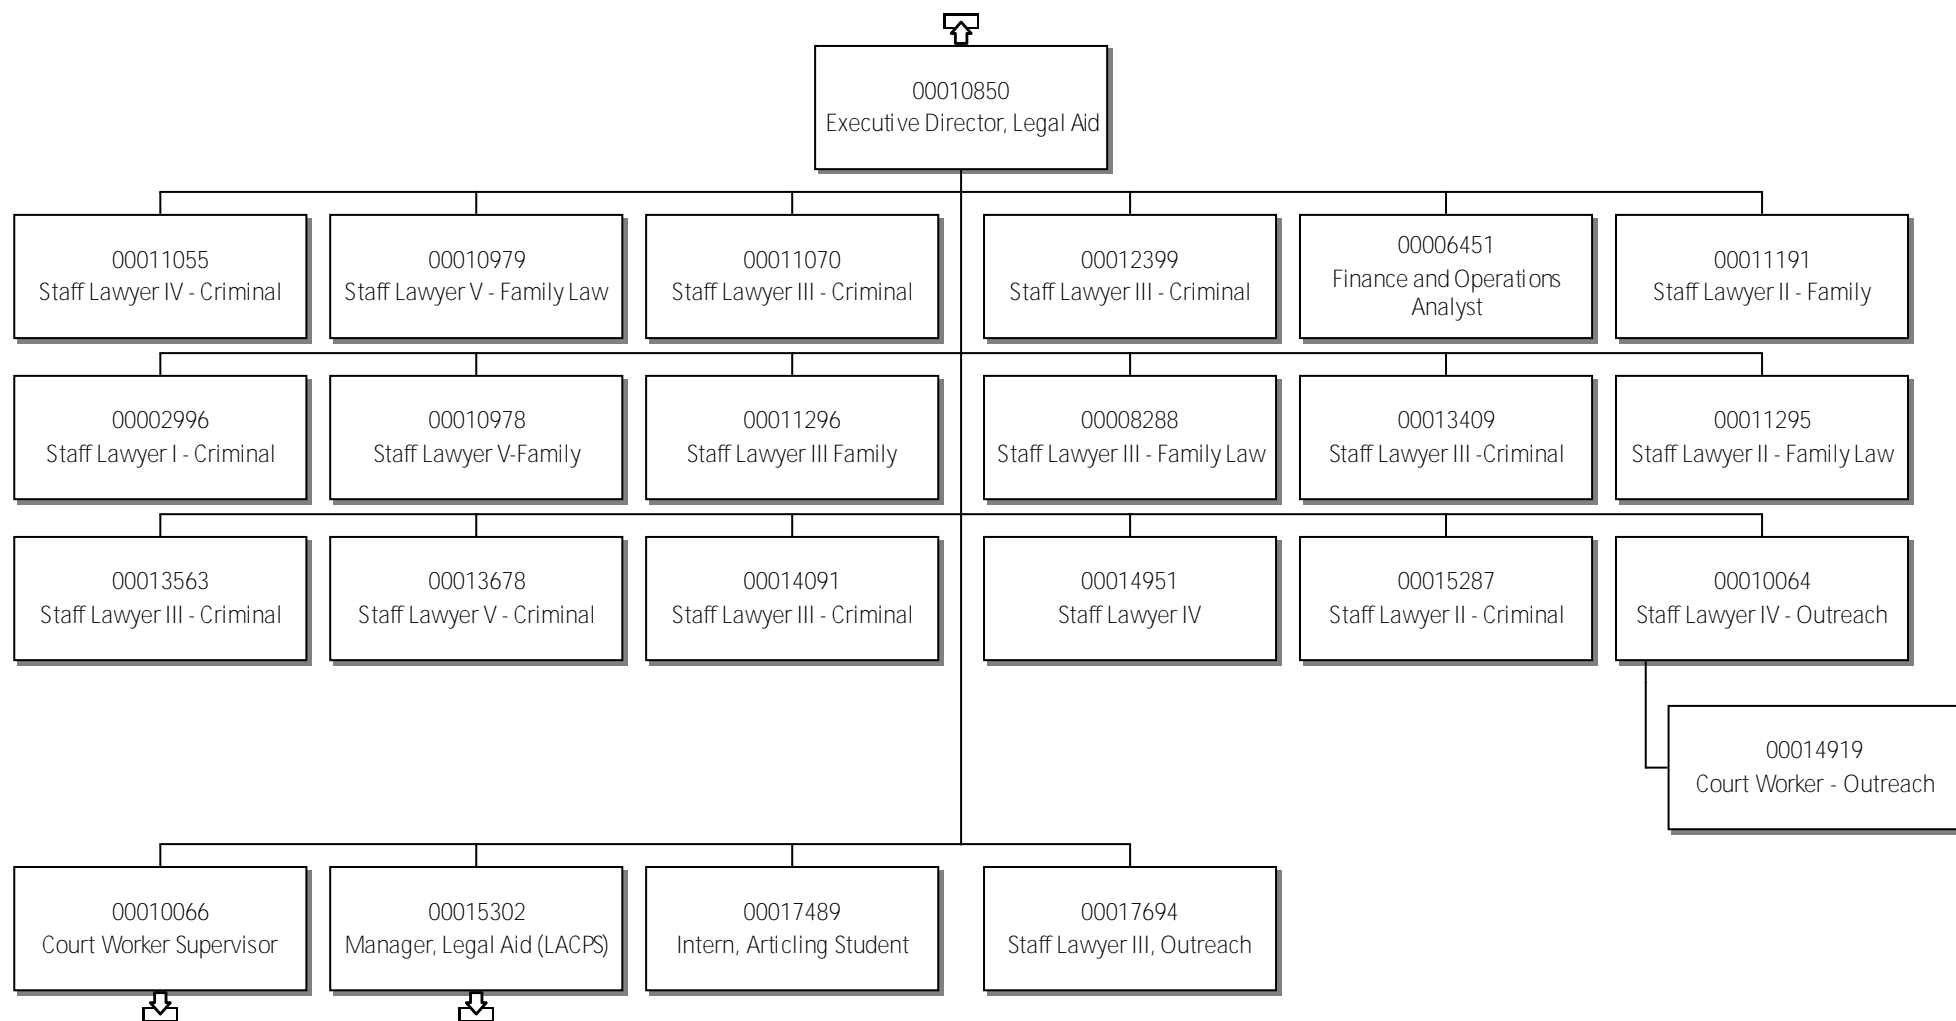 00010850
Executive Director, Legal Aid
00011055
Staff Lawyer IV - Criminal
00010979
Staff Lawyer V - Family Law
00011070
Staff Lawyer III - Criminal
00012399
Staff Lawyer III - Criminal
00006451
Finance and Operations
Analyst
00011191
Staff Lawyer II - Family
00002996
Staff Lawyer I - Criminal
00010978
Staff Lawyer V-Family
00011296
Staff Lawyer III Family
00008288
Staff Lawyer III - Family Law
00013409
Staff Lawyer III -Criminal
00011295
Staff Lawyer II - Family Law
00013563
Staff Lawyer III - Criminal
00013678
Staff Lawyer V - Criminal
00014091
Staff Lawyer III - Criminal
00014951
Staff Lawyer IV
00015287
Staff Lawyer II - Criminal
00010064
Staff Lawyer IV - Outreach
00014919
Court Worker - Outreach
00010066
Court Worker Supervisor
00015302
Manager, Legal Aid (LACPS)
00017489
Intern, Articling Student
00017694
Staff Lawyer III, Outreach